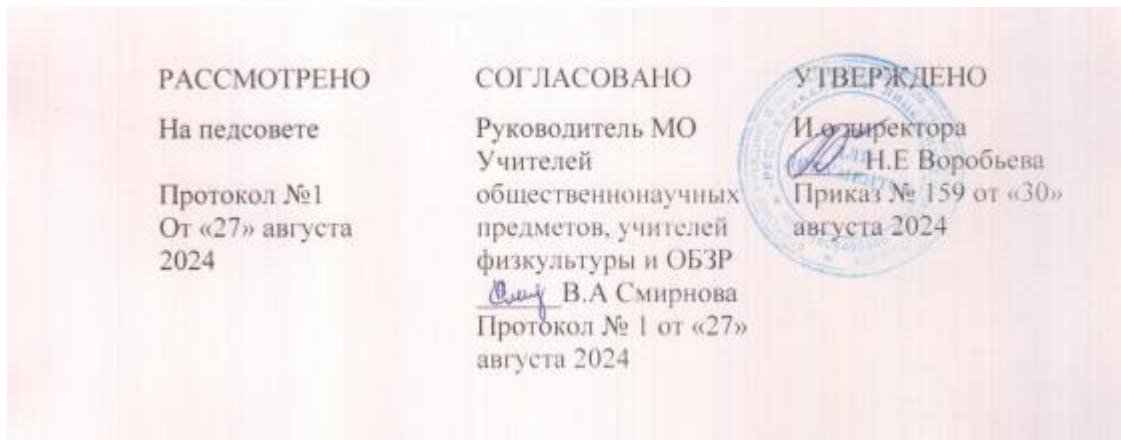 РАССМОТРЕНО
На педсовете
Протокол №1
От «27» августа
2024
СОГЛАСОВАНО
Руководитель МО
Учителей
общественнонаучных
предметов, учителей
физкультуры и ОБЗР
В.А Смирнова
Протокол № 1 от «27»
августа 2024
УТВЕРЖДЕНО
И.о директора
Н.Е Воробьева
Приказ № 159 от «30»
августа 2024